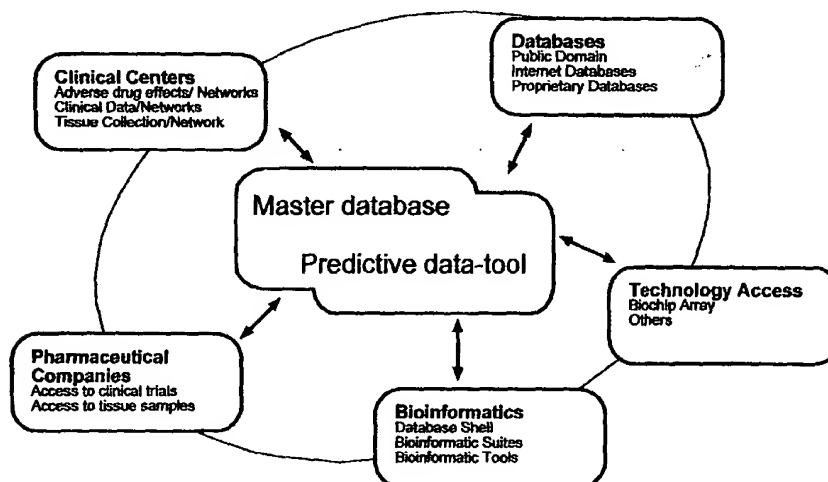 Clinical Centers
Adverse drug effects/ Networks
Clinical Data/Networks
Tissue Collection/Network
Databases
Public Domain
Internet Databases
Proprietary Databases
Master database
Predictive data-tool
Technology Access
Biochip Array
Others
Pharmaceutical
Companies
Access to clinical trials
Access to tissue samples
Bioinformatics
Database Shell
Bioinformatic Suites
Bioinformatic Tools